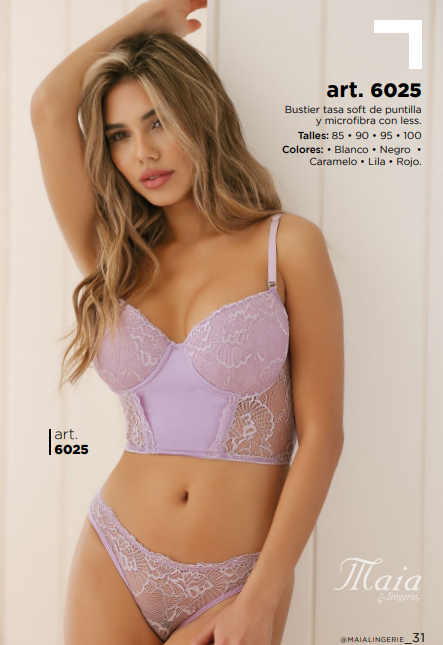 art. 6025
Bustier tasa soft de puntilla
y microfibra con less.
Talles: 85 • 90 • 95 • 100
Colores: • Blanco • Negro •
Caramelo • Lila • Rojo.
art.
6025
Maia
lingerie
@MAIALINGERIE_31